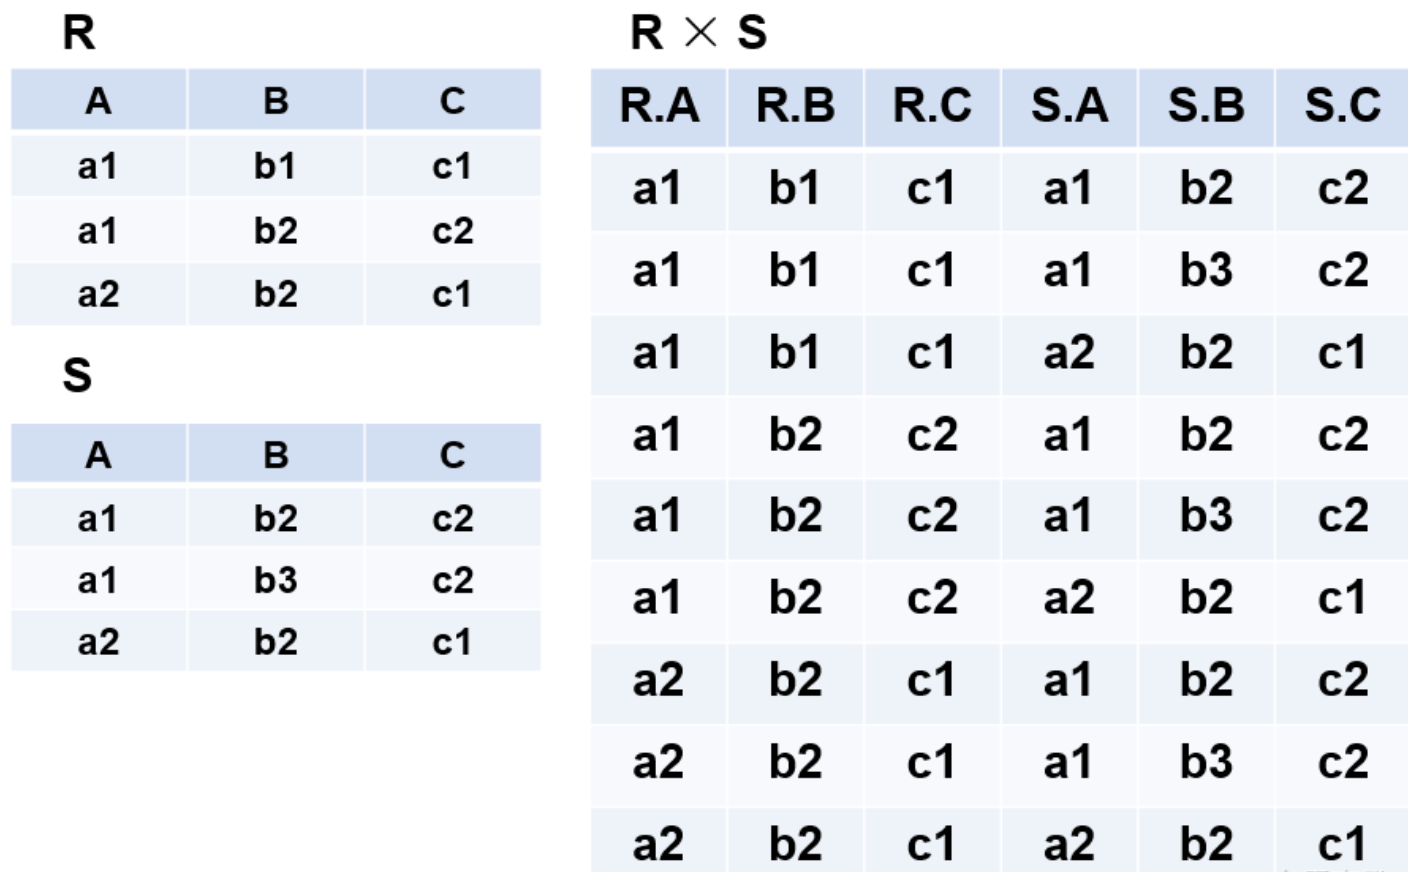 R
A B C
a1 b1 c1
a1 b2 c2
a2 b2 c1
S
A B C
a1 b2 c2
a1 b3 c2
a2 b2 c1
R × S
R.A R.B R.C S.A S.B S.C
a1 b1 c1 a1 b2 c2
a1 b1 c1 a1 b3 c2
a1 b1 c1 a2 b2 c1
a1 b2 c2 a1 b2 c2
a1 b2 c2 a1 b3 c2
a1 b2 c2 a2 b2 c1
a2 b2 c1 a1 b2 c2
a2 b2 c1 a1 b3 c2
a2 b2 c1 a2 b2 c1